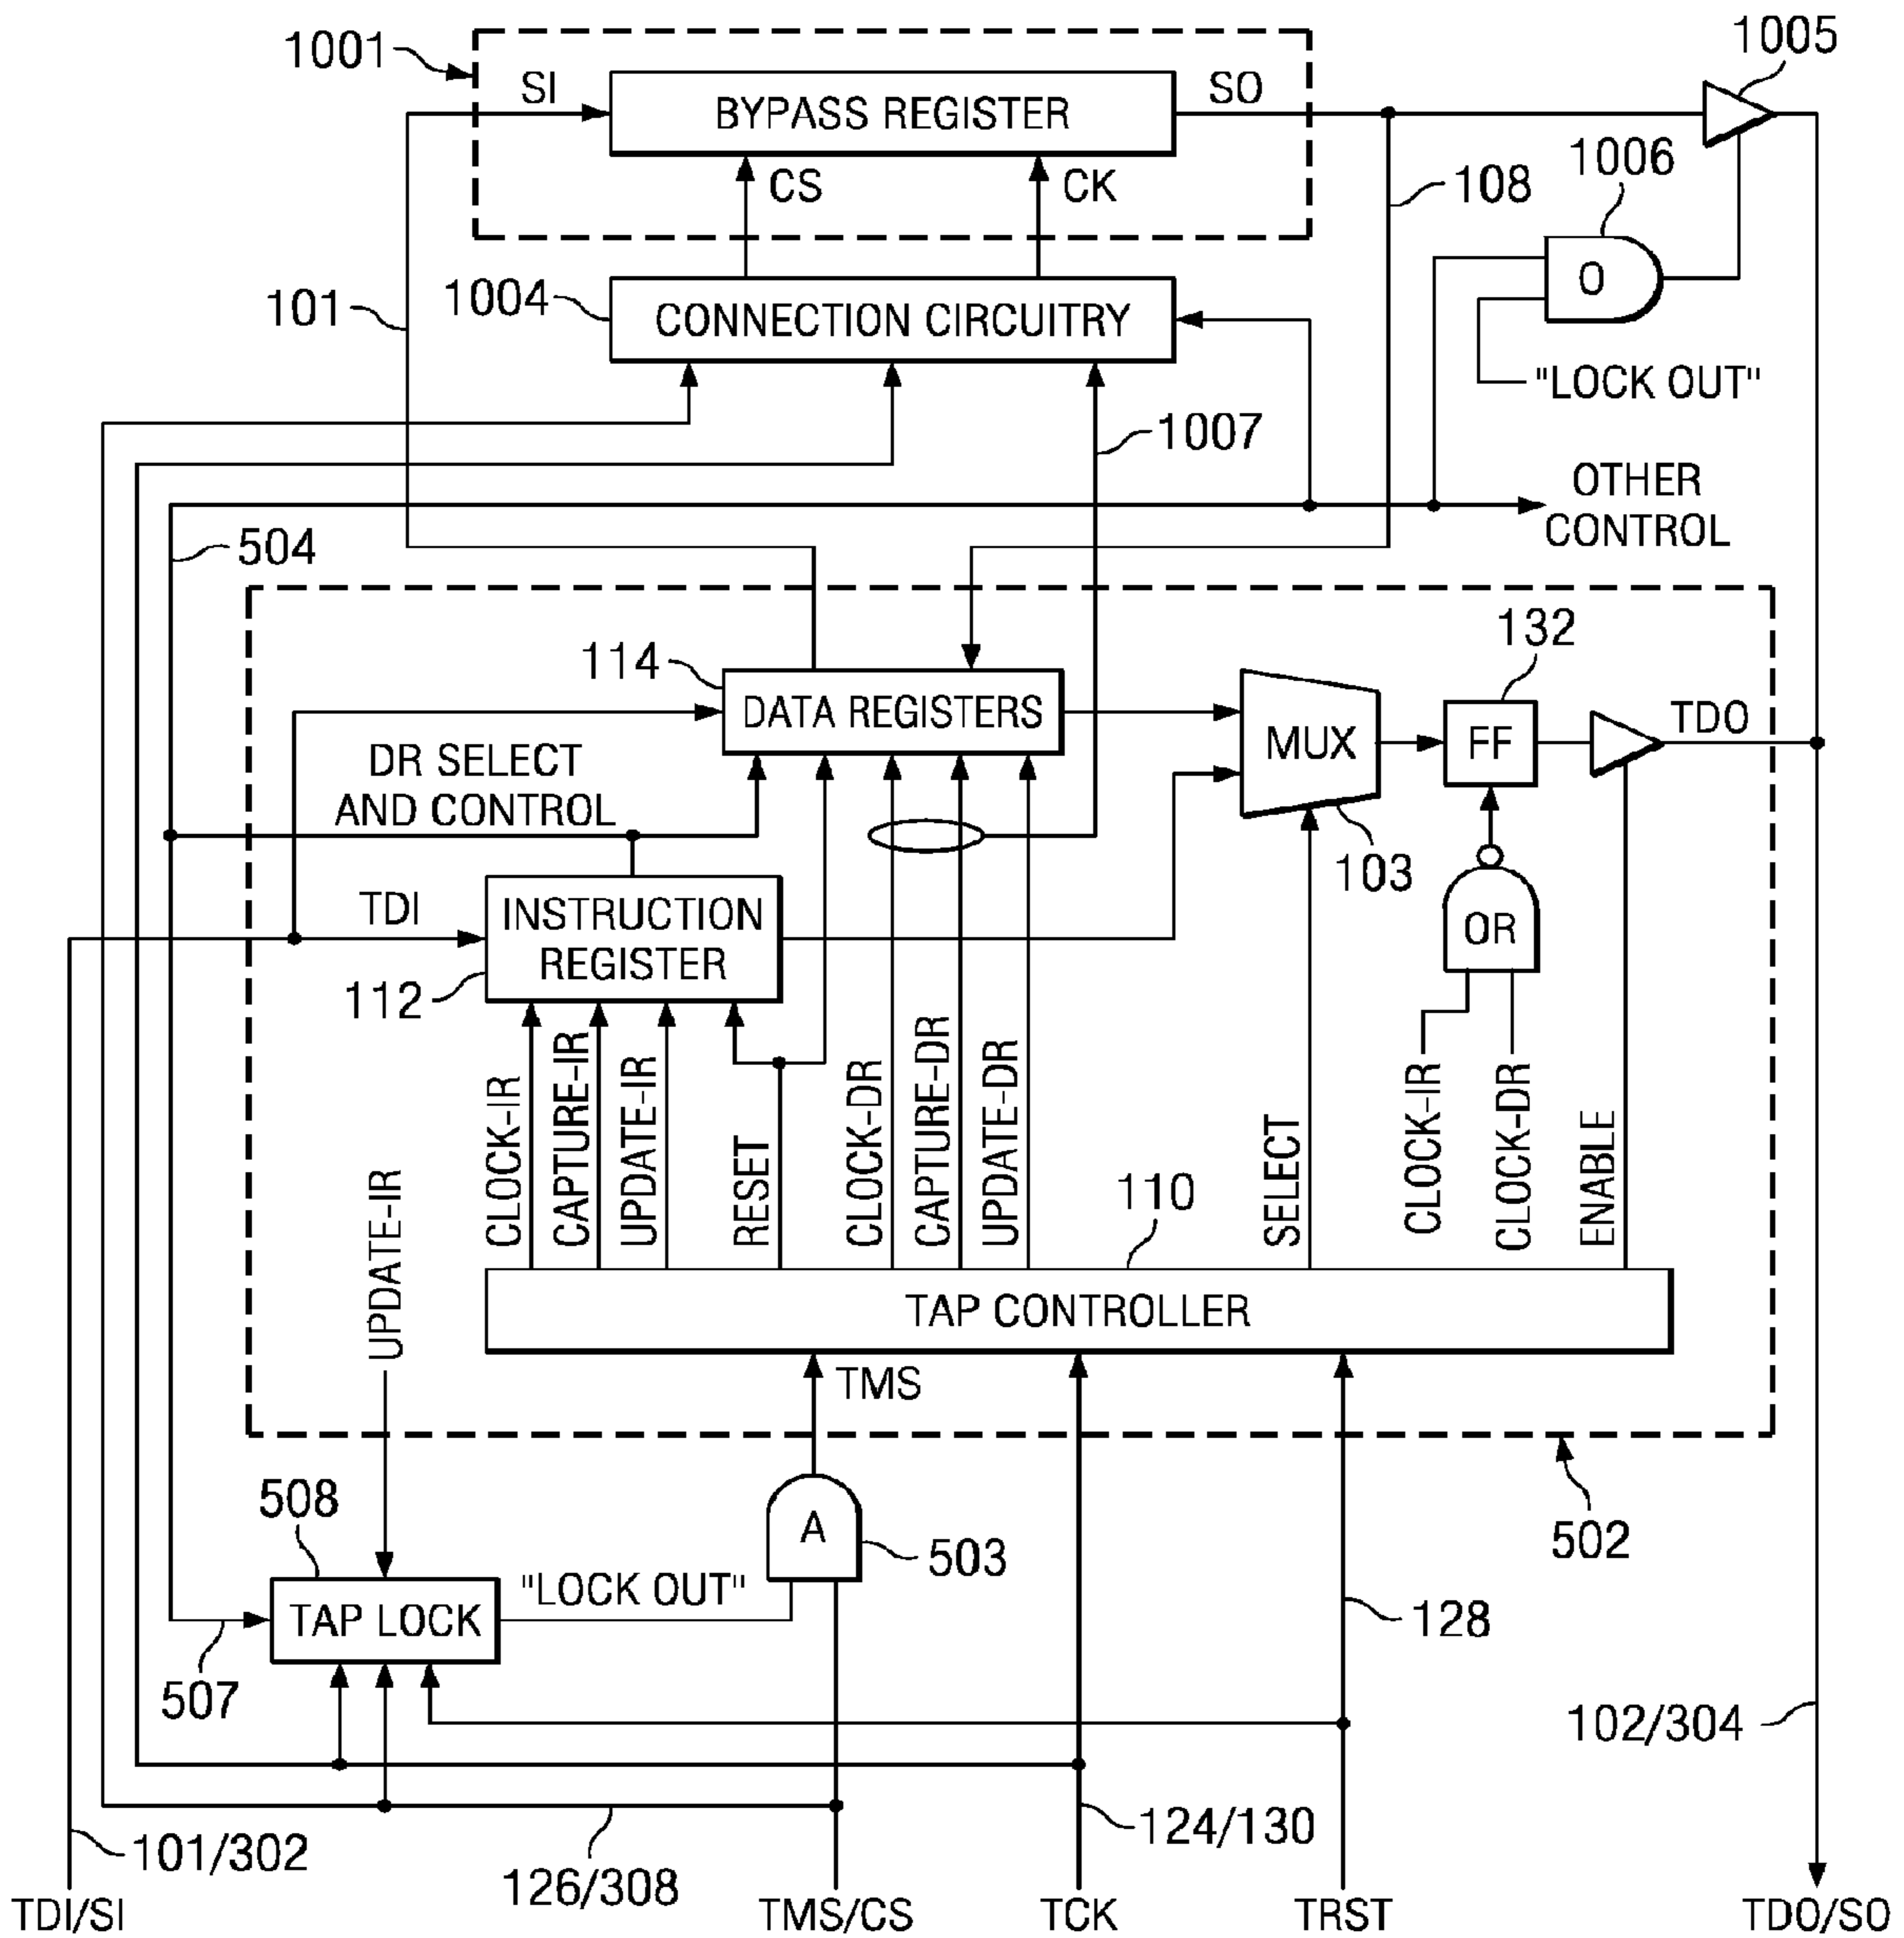 1001
SI
BYPASS REGISTER
SO
1005
1006
CS
CK
108
O
101
1004
CONNECTION CIRCUITRY
"LOCK OUT"
1007
OTHER
CONTROL
504
132
114
DATA REGISTERS
MUX
FF
TDO
DR SELECT
AND CONTROL
103
TDI
INSTRUCTION
REGISTER
OR
112
CLOCK-IR
CAPTURE-IR
UPDATE-IR
RESET
CLOCK-DR
CAPTURE-DR
UPDATE-DR
SELECT
CLOCK-IR
CLOCK-DR
ENABLE
UPDATE-IR
110
TAP CONTROLLER
TMS
508
A
503
502
"LOCK OUT"
TAP LOCK
128
507
102/304
101/302
126/308
124/130
TDI/SI
TMS/CS
TCK
TRST
TDO/SO